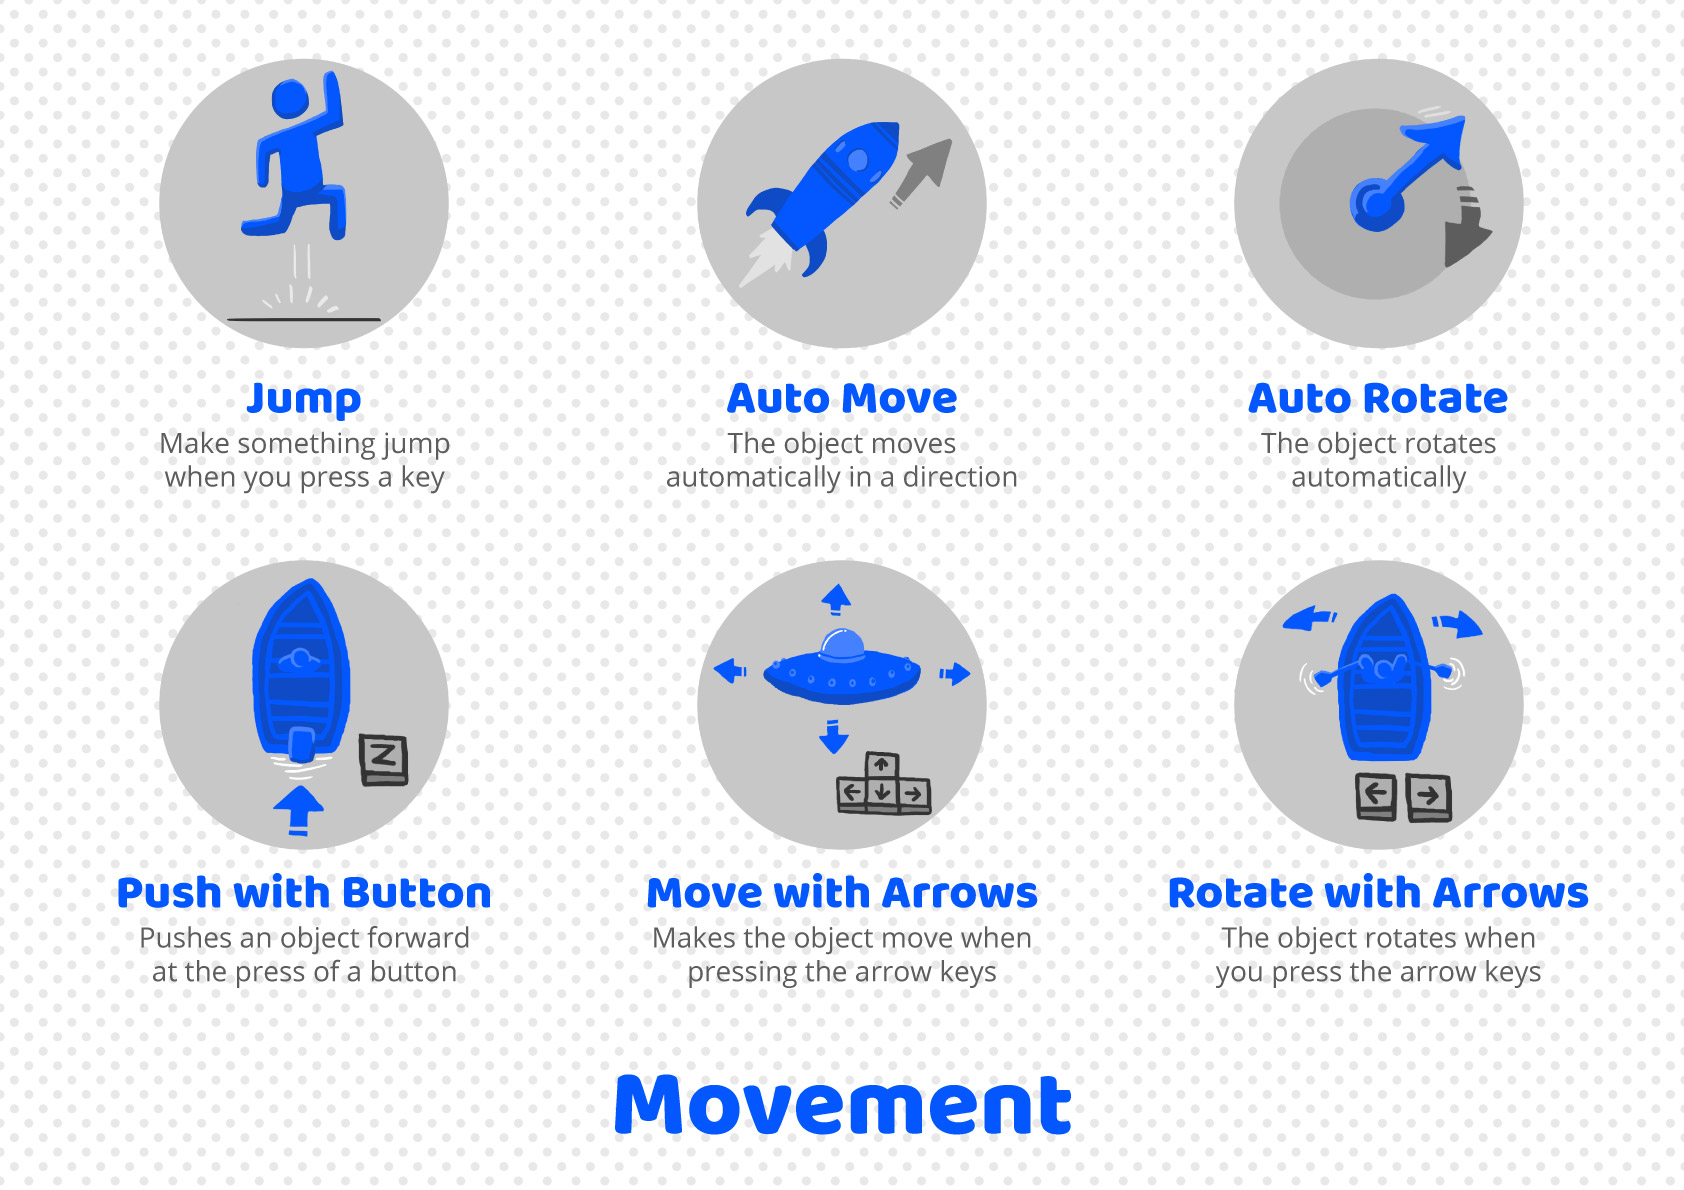 Jump
Make something jump
when you press a key
Auto Move
The object moves
automatically in a direction
Auto Rotate
The object rotates
automatically
Z
Push with Button
Pushes an object forward
at the press of a button
Move with Arrows
Makes the object move when
pressing the arrow keys
Rotate with Arrows
The object rotates when
you press the arrow keys
Movement